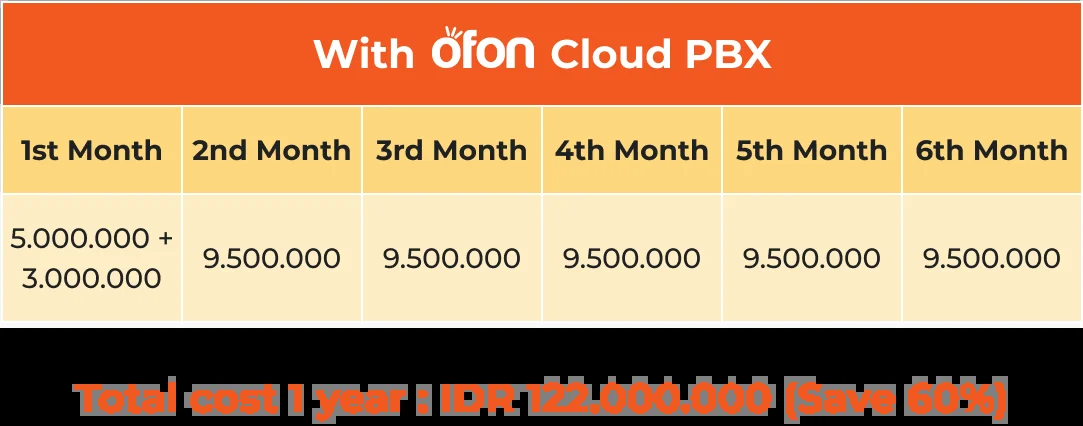 With ofon Cloud PBX
1st Month 2nd Month 3rd Month 4th Month 5th Month 6th Month
5.000.000 +
3.000.000 9.500.000 9.500.000 9.500.000 9.500.000 9.500.000
Total cost 1 year : IDR 122.000.000 (Save 60%)